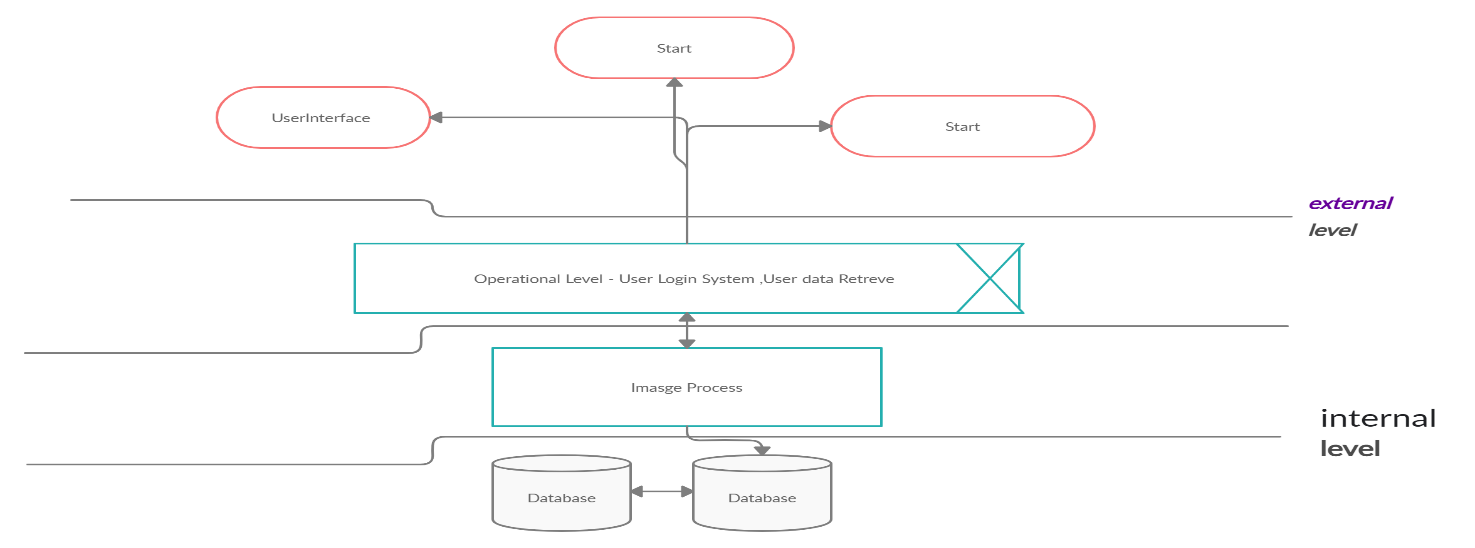 Start
UserInterface
Start
external
level
Operational Level - User Login System ,User data Retreve
Imasge Process
internal
level
Database
Database